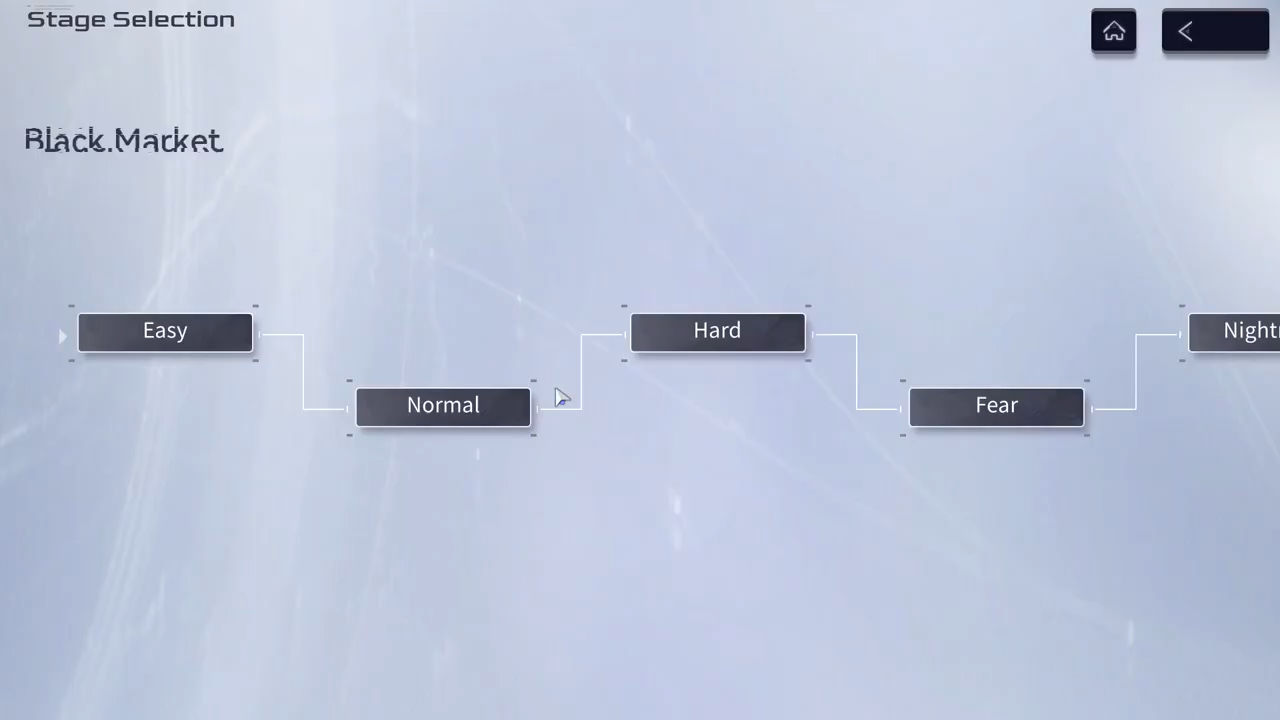 Stage Selection
Black.Market
Easy
Hard
Normal
Fear